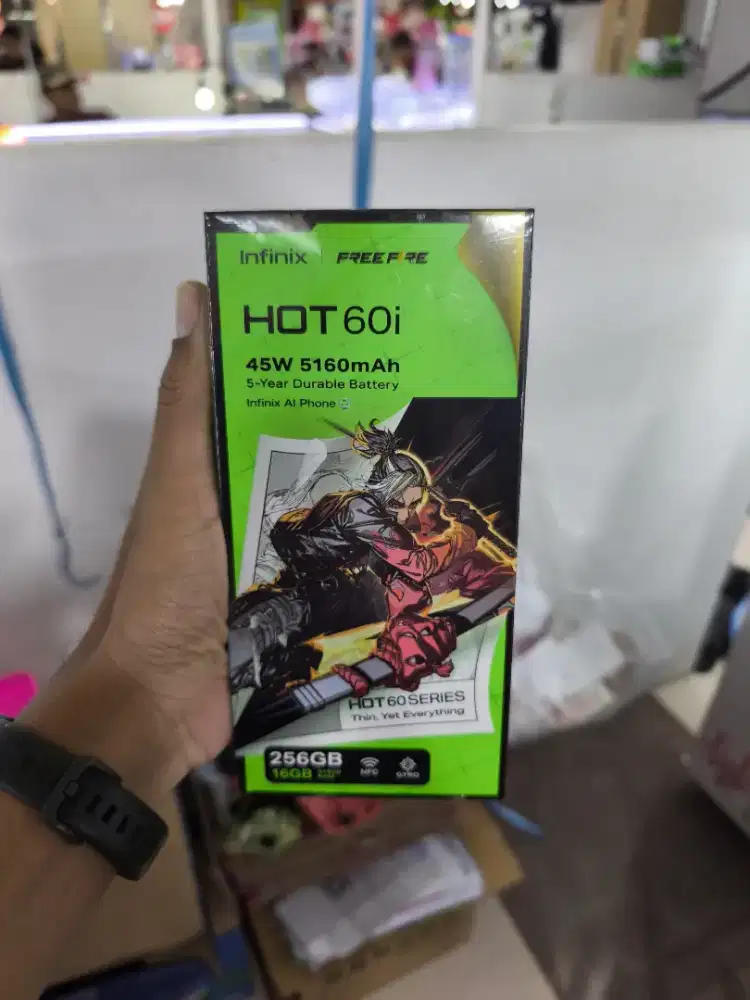 Infinix | FREE FIRE
HOT 60i
45W 5160mAh
5-Year Durable Battery
Infinix AI Phone
HOT 60 SERIES
Thin, Yet Everything
256GB
16GB
NFC
GYRO